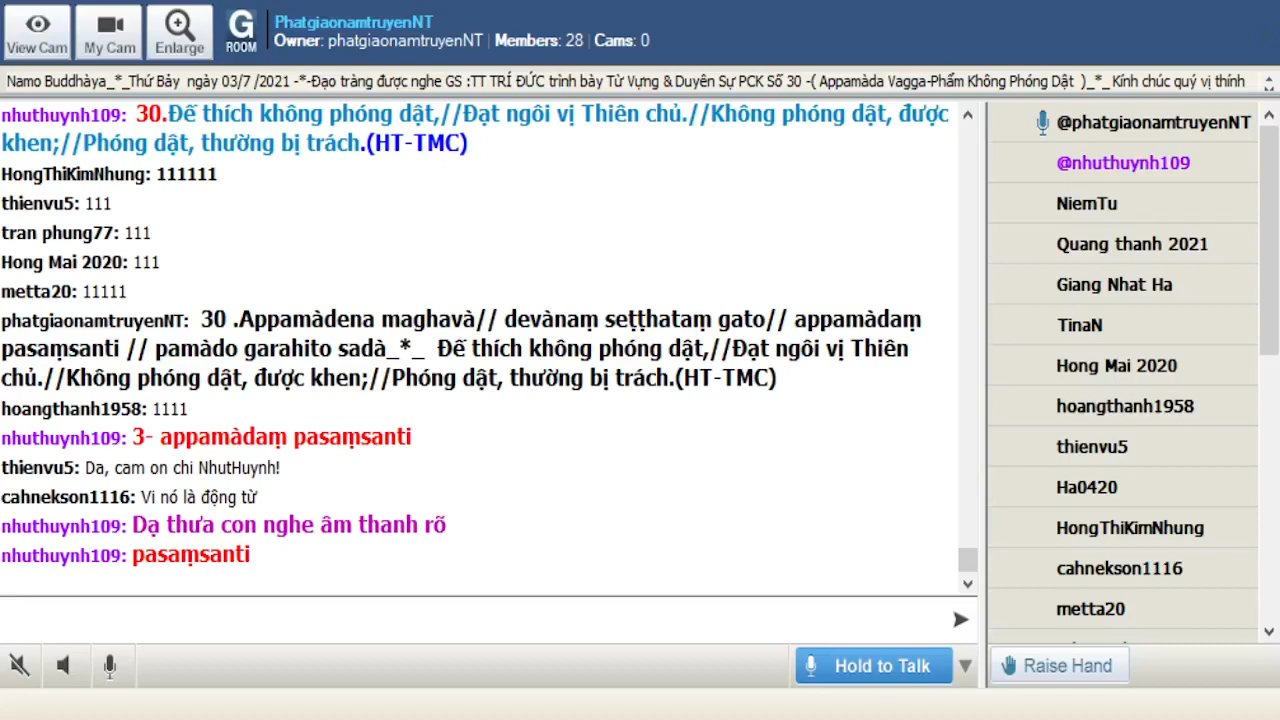 View Cam
My Cam
Enlarge
G
ROOM
PhatgiaonamtruyenNT
Owner: phatgiaonamtruyenNT | Members: 28 | Cams: 0
Namo Buddhàya_*_Thứ Bảy  ngày 03/7 /2021 -*-Đạo tràng được nghe GS :TT TRÍ ĐỨC trình bày Từ Vựng & Duyên Sự PCK Số 30 -( Appamàda Vagga-Phẩm Không Phóng Dật  )_*_Kính chúc quý vị thính
nhuthuynh109: 30.Đế thích không phóng dật,//Đạt ngôi vị Thiên chủ.//Không phóng dật, được
khen;//Phóng dật, thường bị trách.(HT-TMC)
HongThiKimNhung: 111111
thienvu5: 111
tran phung77: 111
Hong Mai 2020: 111
metta20: 11111
phatgiaonamtruyenNT:  30 .Appamàdena maghavà// devànaṃ seṭṭhataṃ gato// appamàdaṃ
pasaṃsanti // pamàdo garahito sadà_*_  Đế thích không phóng dật,//Đạt ngôi vị Thiên
chủ.//Không phóng dật, được khen;//Phóng dật, thường bị trách.(HT-TMC)
hoangthanh1958: 1111
nhuthuynh109: 3- appamàdaṃ pasaṃsanti
thienvu5: Da, cam on chi NhutHuynh!
cahnekson1116: Vi nó là động từ
nhuthuynh109: Dạ thưa con nghe âm thanh rõ
nhuthuynh109: pasaṃsanti
@phatgiaonamtruyenNT
@nhuthuynh109
NiemTu
Quang thanh 2021
Giang Nhat Ha
TinaN
Hong Mai 2020
hoangthanh1958
thienvu5
Ha0420
HongThiKimNhung
cahnekson1116
metta20
Hold to Talk
Raise Hand